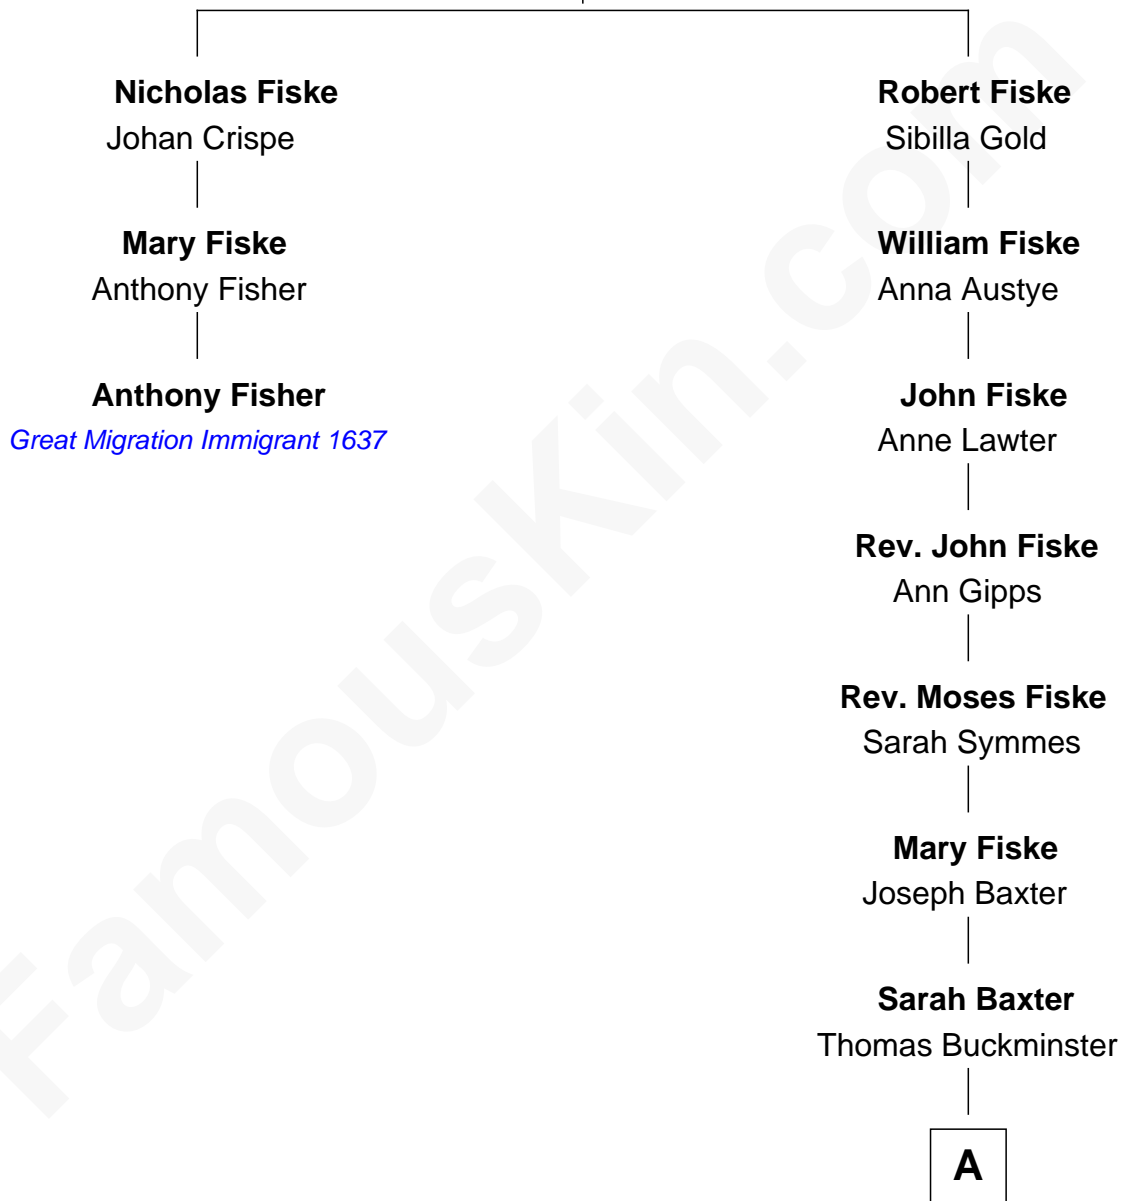 Nicholas Fiske
Johan Crispe
Mary Fiske
Anthony Fisher
Anthony Fisher
Great Migration Immigrant 1637
Robert Fiske
Sibilla Gold
William Fiske
Anna Austye
John Fiske
Anne Lawter
Rev. John Fiske
Ann Gipps
Rev. Moses Fiske
Sarah Symmes
Mary Fiske
Joseph Baxter
Sarah Baxter
Thomas Buckminster
A
FamousKin.com